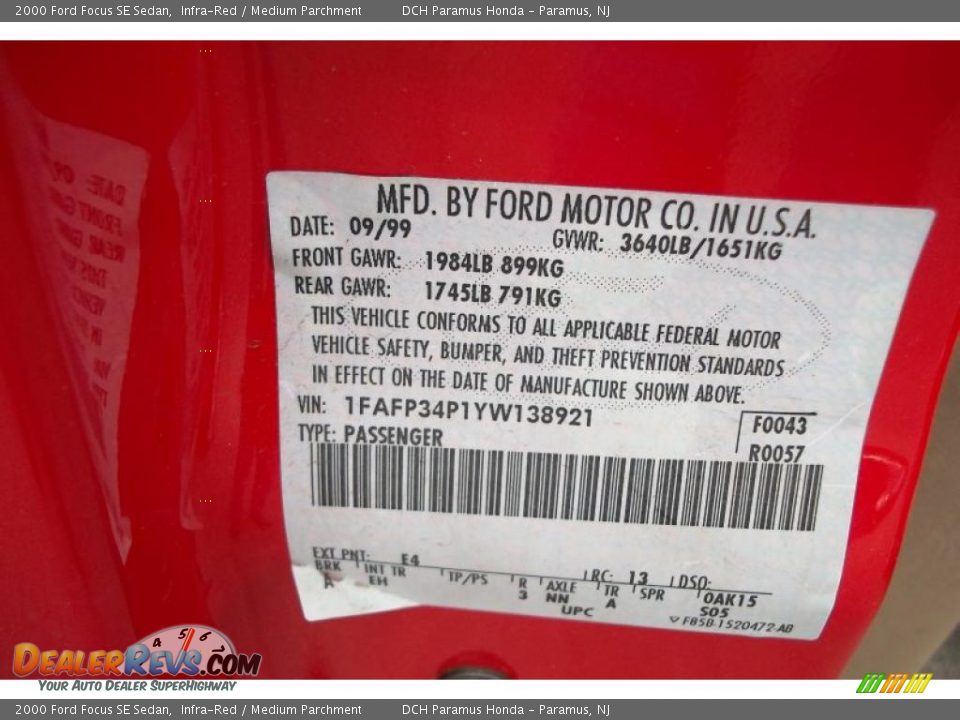 2000 Ford Focus SE Sedan, Infra-Red / Medium Parchment DCH Paramus Honda - Paramus, NJ
MFD. BY FORD MOTOR CO. IN U.S.A.
DATE: 09/99 GVWR: 3640LB/1651KG
FRONT GAWR: 1984LB 899KG
REAR GAWR: 1745LB 791KG
THIS VEHICLE CONFORMS TO ALL APPLICABLE FEDERAL MOTOR
VEHICLE SAFETY, BUMPER, AND THEFT PREVENTION STANDARDS
IN EFFECT ON THE DATE OF MANUFACTURE SHOWN ABOVE.
VIN: 1FAFP34P1YW138921
F0043
TYPE: PASSENGER
R0057
EXT PNT: E4 RC: 13 DSO:
BRK INT TR TP/PS R AXLE TR SPR 0AK15
A EH 3 NN A S05
UPC
F85B-1520472-AB
DEALERREVS.COM
4 5 6
YOUR AUTO DEALER SUPERHIGHWAY
2000 Ford Focus SE Sedan, Infra-Red / Medium Parchment DCH Paramus Honda - Paramus, NJ